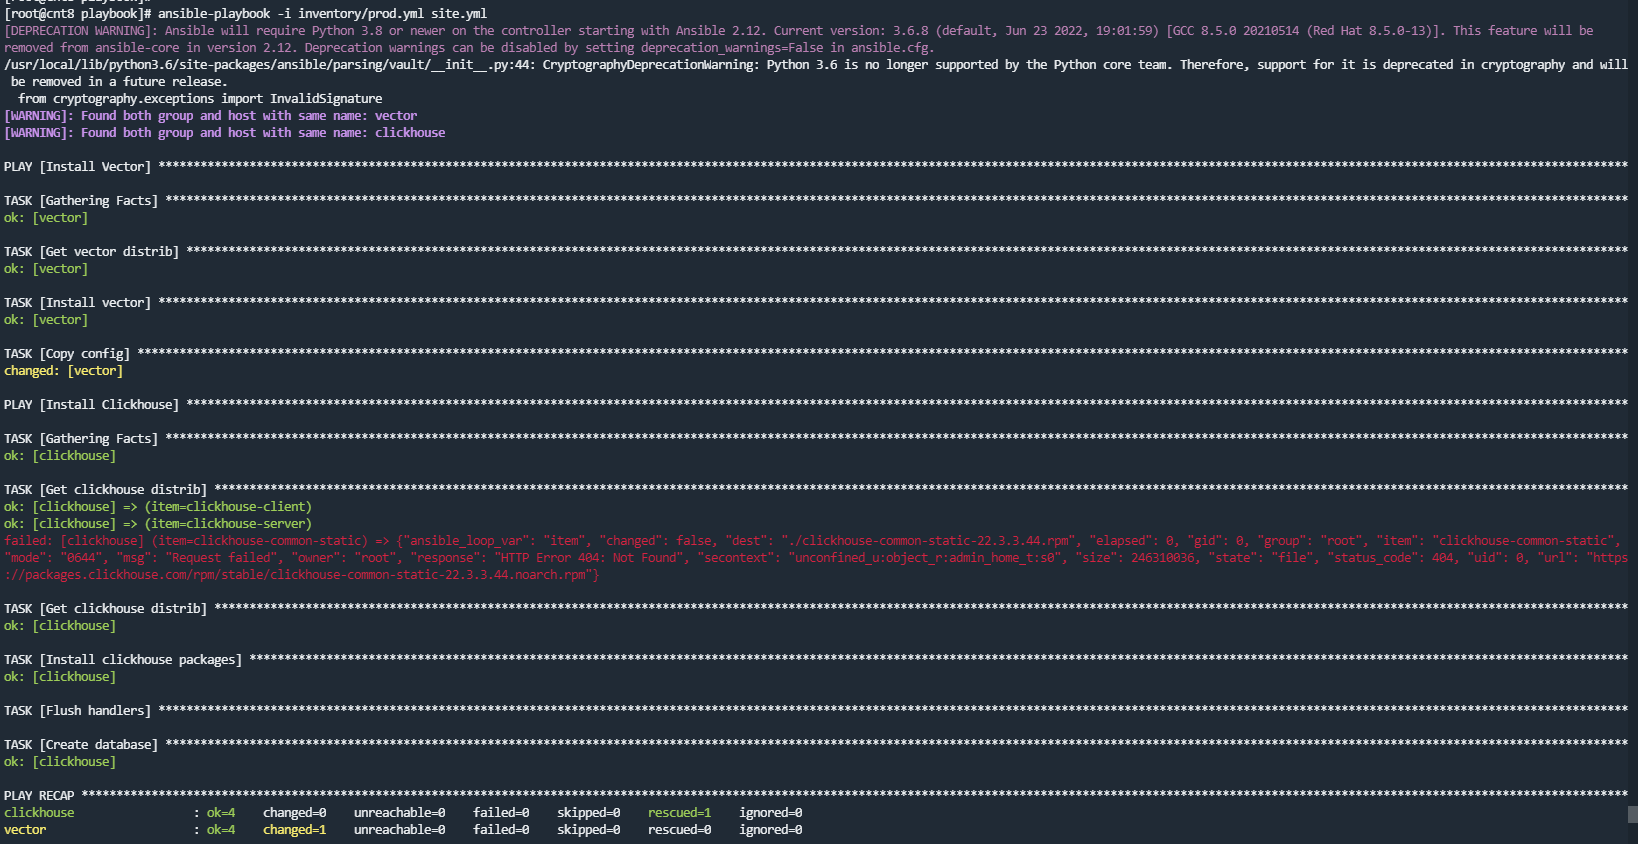 [root@cnt8 playbook]# ansible-playbook -i inventory/prod.yml site.yml
[DEPRECATION WARNING]: Ansible will require Python 3.8 or newer on the controller starting with Ansible 2.12. Current version: 3.6.8 (default, Jun 23 2022, 19:01:59) [GCC 8.5.0 20210514 (Red Hat 8.5.0-13)]. This feature will be
removed from ansible-core in version 2.12. Deprecation warnings can be disabled by setting deprecation_warnings=False in ansible.cfg.
/usr/local/lib/python3.6/site-packages/ansible/parsing/vault/__init__.py:44: CryptographyDeprecationWarning: Python 3.6 is no longer supported by the Python core team. Therefore, support for it is deprecated in cryptography and will
be removed in a future release.
from cryptography.exceptions import InvalidSignature
[WARNING]: Found both group and host with same name: vector
[WARNING]: Found both group and host with same name: clickhouse
PLAY [Install Vector] ****************************************************************
TASK [Gathering Facts] ****************************************************************
ok: [vector]
TASK [Get vector distrib] ****************************************************************
ok: [vector]
TASK [Install vector] ****************************************************************
ok: [vector]
TASK [Copy config] ****************************************************************
changed: [vector]
PLAY [Install Clickhouse] ****************************************************************
TASK [Gathering Facts] ****************************************************************
ok: [clickhouse]
TASK [Get clickhouse distrib] ****************************************************************
ok: [clickhouse] => (item=clickhouse-client)
ok: [clickhouse] => (item=clickhouse-server)
failed: [clickhouse] (item=clickhouse-common-static) => {"ansible_loop_var": "item", "changed": false, "dest": "./clickhouse-common-static-22.3.3.44.rpm", "elapsed": 0, "gid": 0, "group": "root", "item": "clickhouse-common-static",
"mode": "0644", "msg": "Request failed", "owner": "root", "response": "HTTP Error 404: Not Found", "secontext": "unconfined_u:object_r:admin_home_t:s0", "size": 246310036, "state": "file", "status_code": 404, "uid": 0, "url": "https
://packages.clickhouse.com/rpm/stable/clickhouse-common-static-22.3.3.44.noarch.rpm"}
TASK [Get clickhouse distrib] ****************************************************************
ok: [clickhouse]
TASK [Install clickhouse packages] ****************************************************************
ok: [clickhouse]
TASK [Flush handlers] ****************************************************************
TASK [Create database] ****************************************************************
ok: [clickhouse]
PLAY RECAP ****************************************************************
clickhouse : ok=4 changed=0 unreachable=0 failed=0 skipped=0 rescued=1 ignored=0
vector : ok=4 changed=1 unreachable=0 failed=0 skipped=0 rescued=0 ignored=0